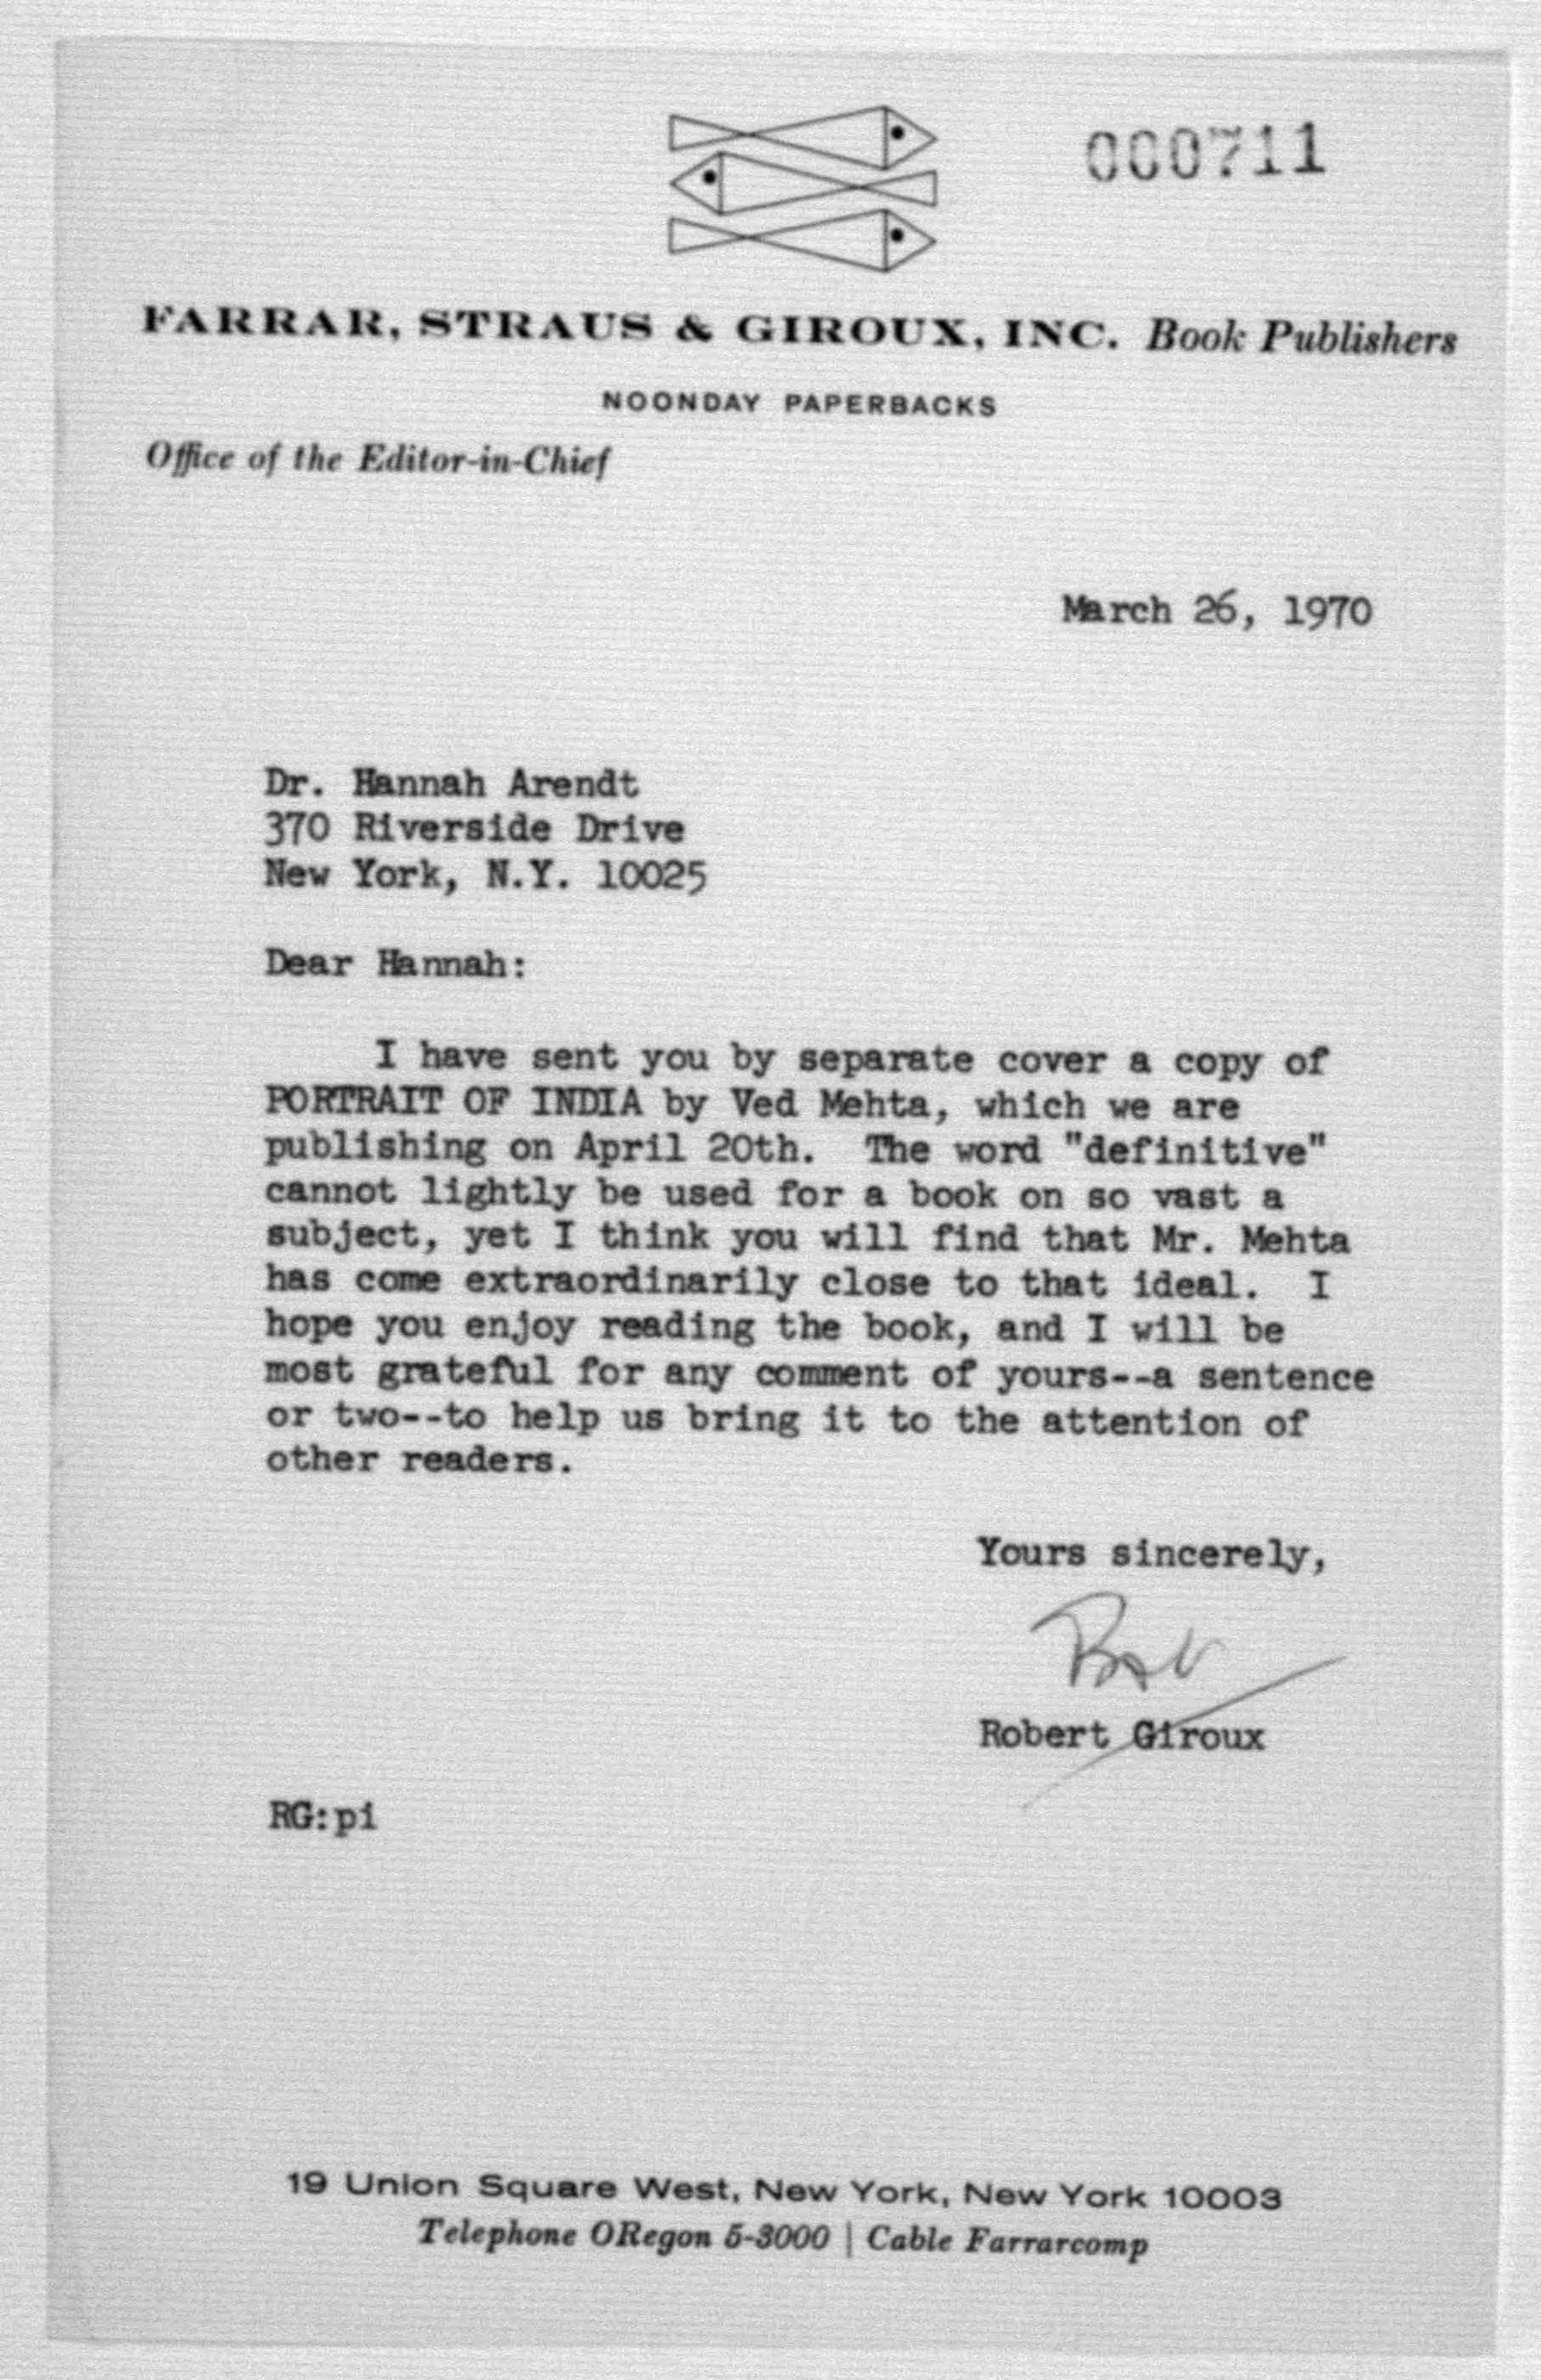 000711
FARRAR, STRAUS & GIROUX, INC. Book Publishers
NOONDAY PAPERBACKS
Office of the Editor-in-Chief
March 26, 1970
Dr. Hannah Arendt
370 Riverside Drive
New York, N.Y. 10025
Dear Hannah:
I have sent you by separate cover a copy of
PORTRAIT OF INDIA by Ved Mehta, which we are
publishing on April 20th. The word "definitive"
cannot lightly be used for a book on so vast a
subject, yet I think you will find that Mr. Mehta
has come extraordinarily close to that ideal. I
hope you enjoy reading the book, and I will be
most grateful for any comment of yours--a sentence
or two--to help us bring it to the attention of
other readers.
Yours sincerely,
Bob
Robert Giroux
RG:pi
19 Union Square West, New York, New York 10003
Telephone ORegon 5-3000 | Cable Farrarcomp